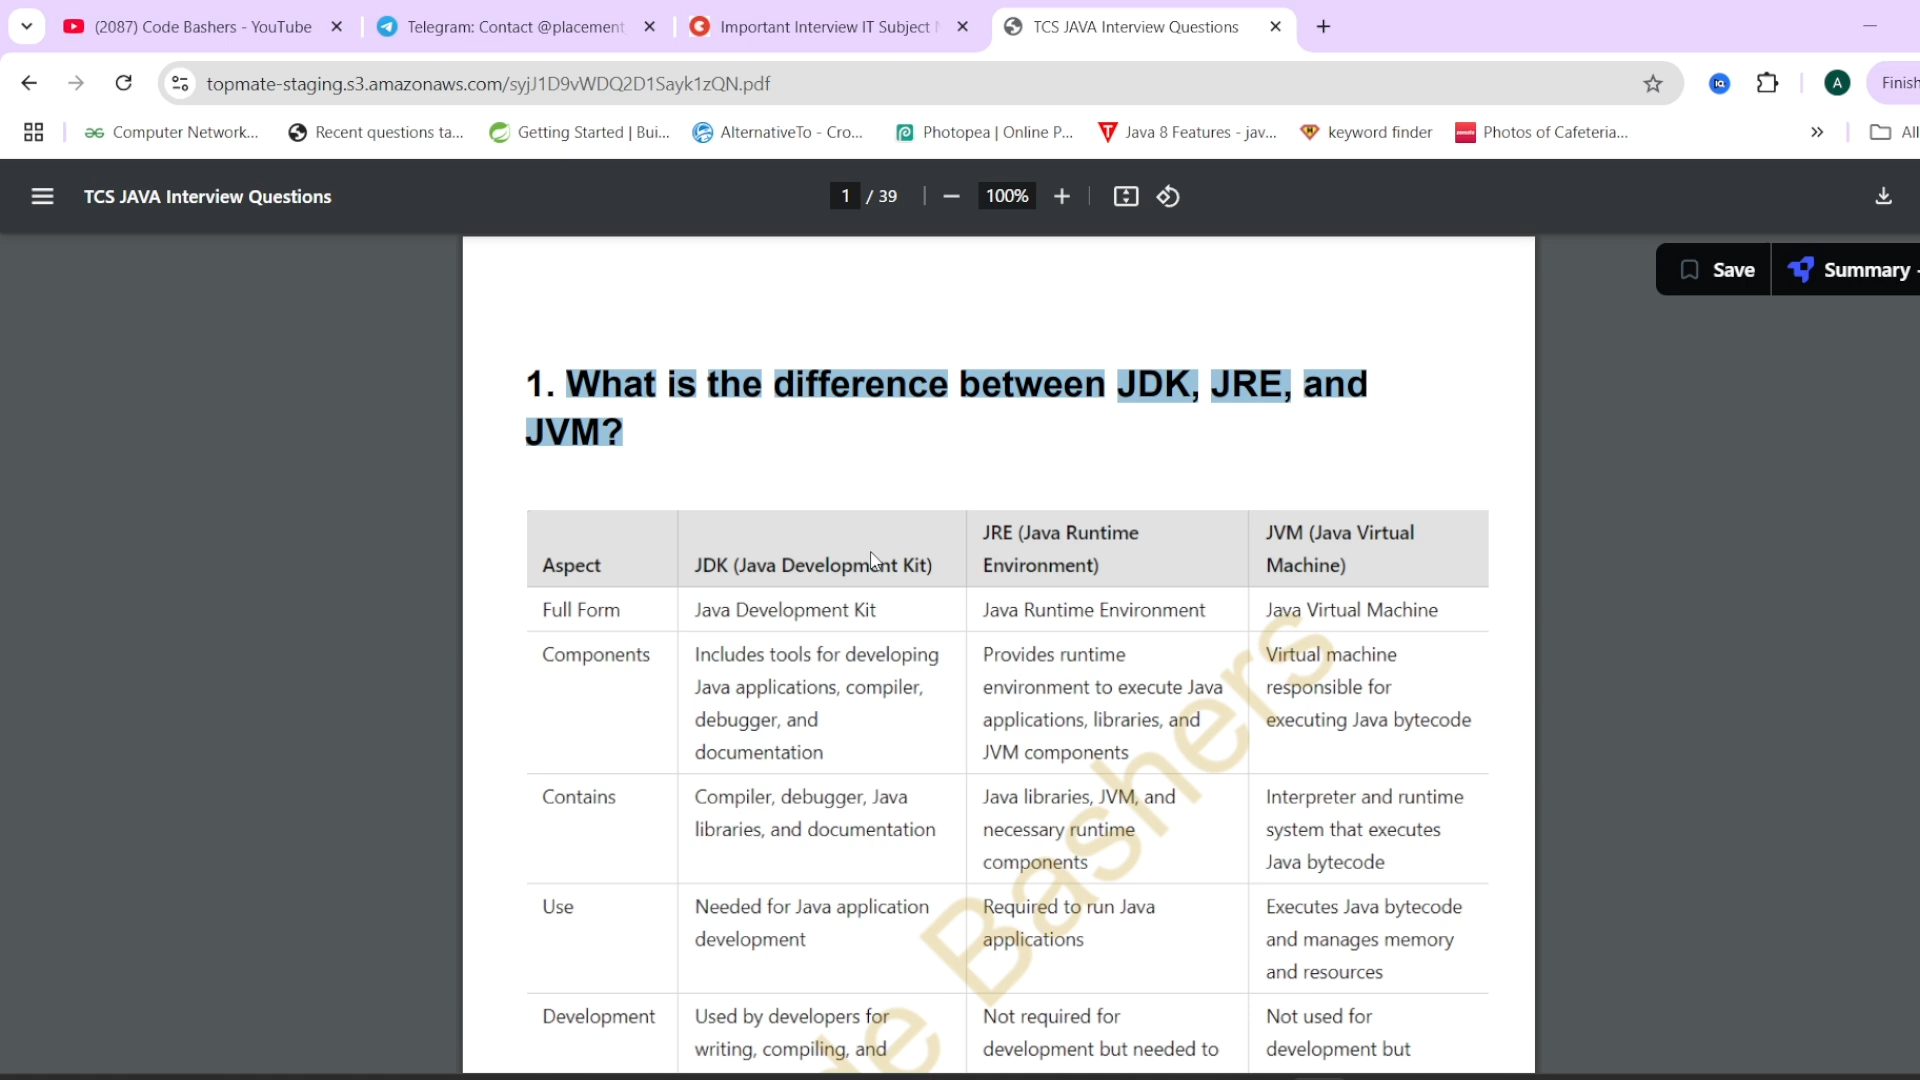 (2087) Code Bashers - YouTube
Telegram: Contact @placement
Important Interview IT Subject
TCS JAVA Interview Questions
topmate-staging.s3.amazonaws.com/syjJ1D9vWDQ2D1Sayk1zQN.pdf
A
Finish
Computer Network...
Recent questions ta...
Getting Started | Bui...
AlternativeTo - Cro...
Photopea | Online P...
Java 8 Features - jav...
keyword finder
Photos of Cafeteria...
All
TCS JAVA Interview Questions
1 / 39
100%
Save
Summary
1. What is the difference between JDK, JRE, and
JVM?
Aspect
JDK (Java Development Kit)
JRE (Java Runtime
Environment)
JVM (Java Virtual
Machine)
Full Form
Java Development Kit
Java Runtime Environment
Java Virtual Machine
Components
Includes tools for developing
Java applications, compiler,
debugger, and
documentation
Provides runtime
environment to execute Java
applications, libraries, and
JVM components
Virtual machine
responsible for
executing Java bytecode
Contains
Compiler, debugger, Java
libraries, and documentation
Java libraries, JVM, and
necessary runtime
components
Interpreter and runtime
system that executes
Java bytecode
Use
Needed for Java application
development
Required to run Java
applications
Executes Java bytecode
and manages memory
and resources
Development
Used by developers for
writing, compiling, and
Not required for
development but needed to
Not used for
development but
de Bashers